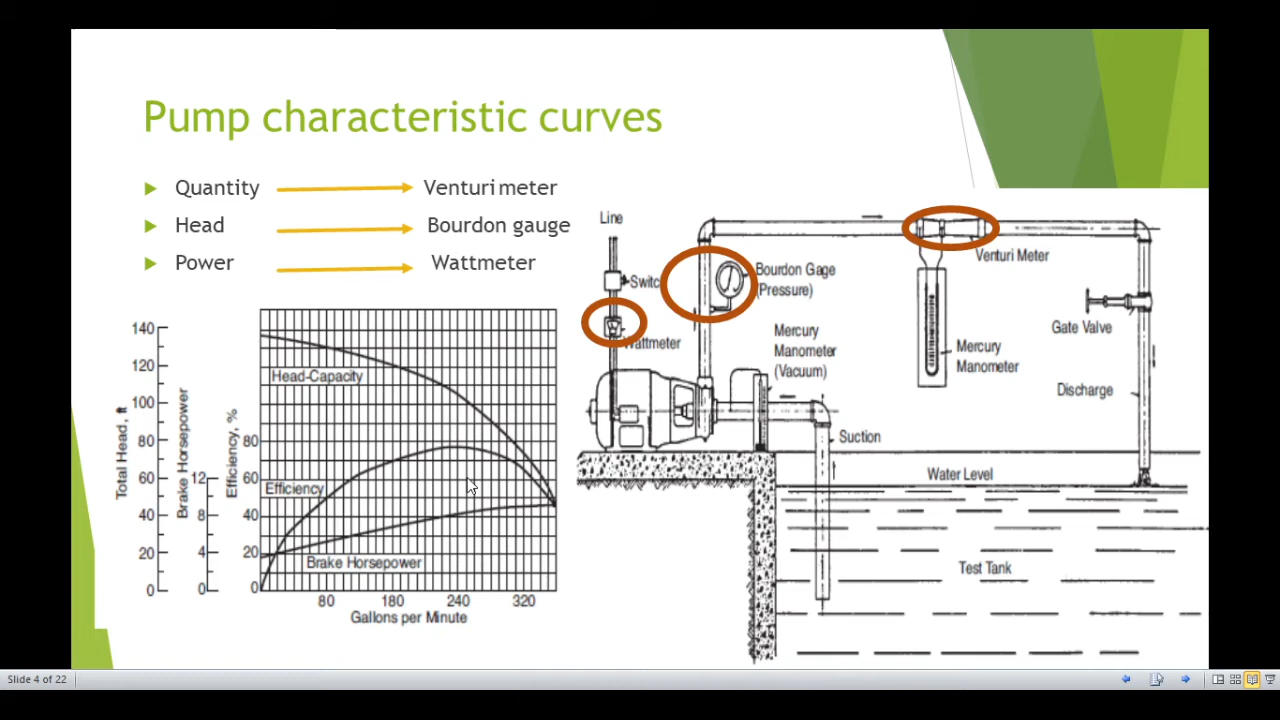 Pump characteristic curves
Quantity Venturi meter
Head Bourdon gauge
Power Wattmeter
Line
Switc
Wattmeter
Bourdon Gage
(Pressure)
Mercury
Manometer
(Vacuum)
Venturi Meter
Mercury
Manometer
Gate Valve
Discharge
Suction
Water Level
Test Tank
Total Head, ft
140
120
100
80
60
40
20
0
Brake Horsepower
12
8
4
0
Efficiency, %
80
60
40
20
0
Head-Capacity
Efficiency
Brake Horsepower
80 180 240 320
Gallons per Minute
Slide 4 of 22